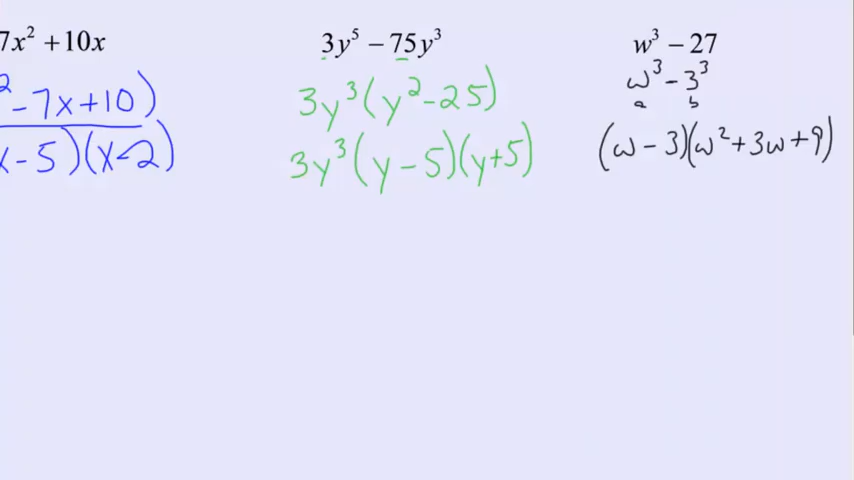 7x² + 10x
² - 7x + 10)
x - 5)(x - 2)
3y⁵ − 75y³
3y³(y² - 25)
3y³(y - 5)(y + 5)
w³ − 27
w³ - 3³
a b
(w - 3)(w² + 3w + 9)